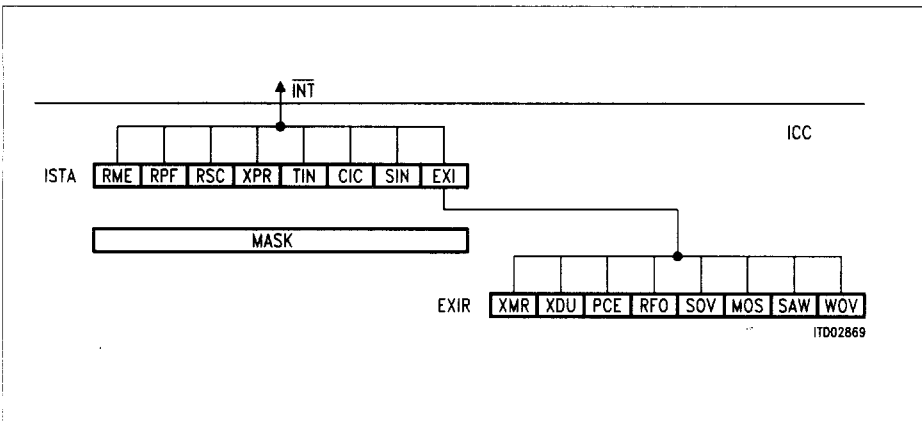 INT
ICC
ISTA RME RPF RSC XPR TIN CIC SIN EXI
MASK
EXIR XMR XDU PCE RFO SOV MOS SAW WOV
ITD02869